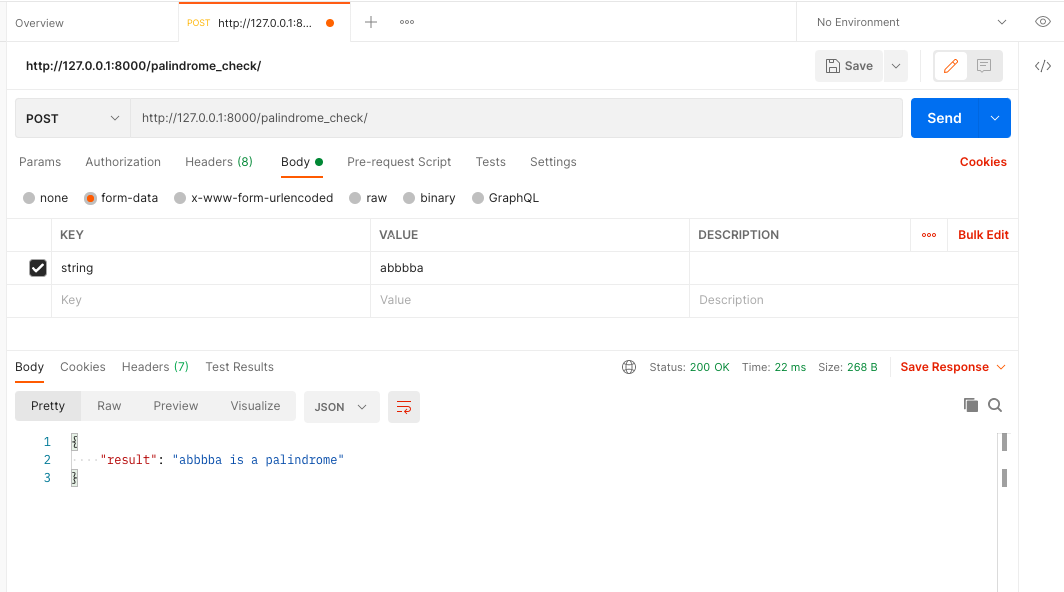 Overview POST http://127.0.0.1:8... No Environment
http://127.0.0.1:8000/palindrome_check/ Save
POST http://127.0.0.1:8000/palindrome_check/ Send
Params Authorization Headers (8) Body Pre-request Script Tests Settings Cookies
none form-data x-www-form-urlencoded raw binary GraphQL
KEY VALUE DESCRIPTION Bulk Edit
string abbbba
Key Value Description
Body Cookies Headers (7) Test Results Status: 200 OK Time: 22 ms Size: 268 B Save Response
Pretty Raw Preview Visualize JSON
1 {
2 "result": "abbbba is a palindrome"
3 }